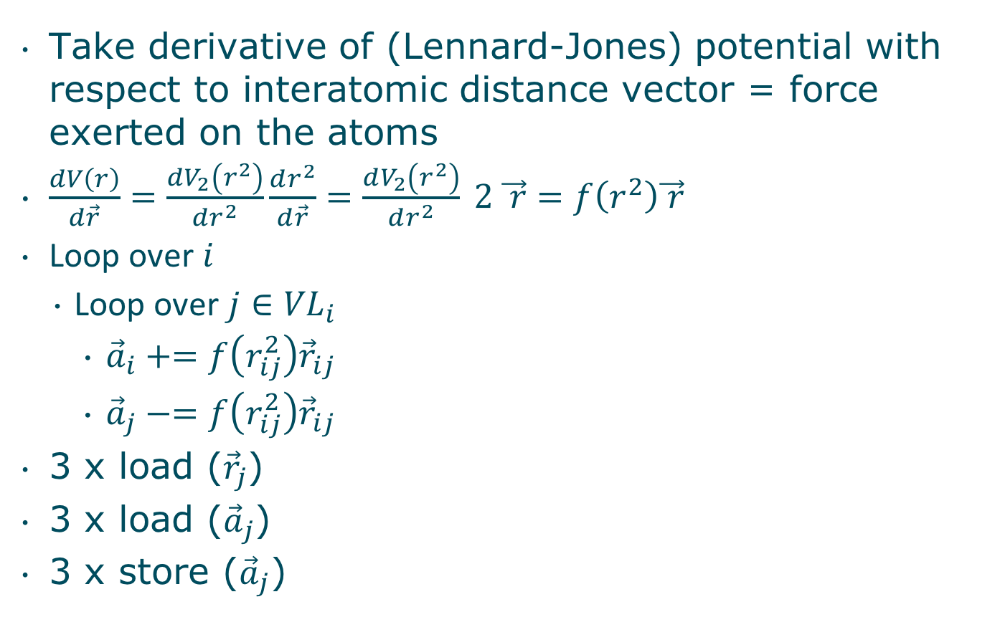 · Take derivative of (Lennard-Jones) potential with
respect to interatomic distance vector = force
exerted on the atoms
· $\frac{dV(r)}{d\vec{r}} = \frac{dV_2(r^2)}{dr^2} \frac{dr^2}{d\vec{r}} = \frac{dV_2(r^2)}{dr^2} \, 2 \, \vec{r} = f(r^2)\vec{r}$
· Loop over $i$
· Loop over $j \in VL_i$
· $\vec{a}_i \mathrel{+}= f(r_{ij}^2)\vec{r}_{ij}$
· $\vec{a}_j \mathrel{-}= f(r_{ij}^2)\vec{r}_{ij}$
· 3 x load ($\vec{r}_j$)
· 3 x load ($\vec{a}_j$)
· 3 x store ($\vec{a}_j$)